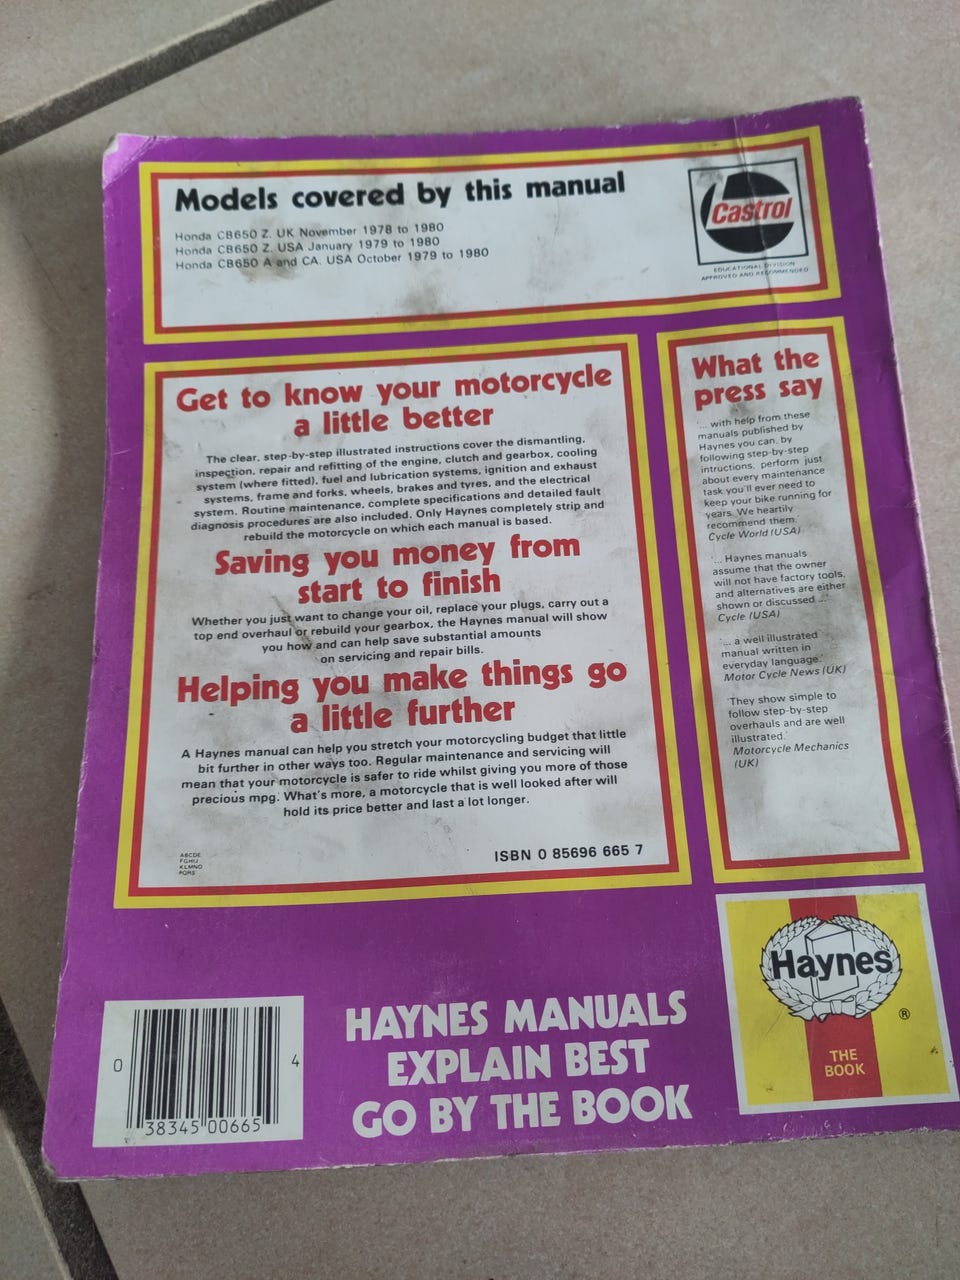 Models covered by this manual
Honda CB650 Z. UK November 1978 to 1980
Honda CB650 Z. USA January 1979 to 1980
Honda CB650 A and CA. USA October 1979 to 1980
Castrol
EDUCATIONAL DIVISION
APPROVED AND RECOMMENDED
Get to know your motorcycle
a little better
The clear, step-by-step illustrated instructions cover the dismantling,
inspection, repair and refitting of the engine, clutch and gearbox, cooling
system (where fitted), fuel and lubrication systems, ignition and exhaust
systems, frame and forks, wheels, brakes and tyres, and the electrical
system. Routine maintenance, complete specifications and detailed fault
diagnosis procedures are also included. Only Haynes completely strip and
rebuild the motorcycle on which each manual is based.
Saving you money from
start to finish
Whether you just want to change your oil, replace your plugs, carry out a
top end overhaul or rebuild your gearbox, the Haynes manual will show
you how and can help save substantial amounts
on servicing and repair bills.
Helping you make things go
a little further
A Haynes manual can help you stretch your motorcycling budget that little
bit further in other ways too. Regular maintenance and servicing will
mean that your motorcycle is safer to ride whilst giving you more of those
precious mpg. What's more, a motorcycle that is well looked after will
hold its price better and last a lot longer.
ABCDE
FGHIJ
KLMNO
PQRS
ISBN 0 85696 665 7
What the
press say
'... with help from these
manuals published by
Haynes you can, by
following step-by-step
intructions, perform just
about every maintenance
task you'll ever need to
keep your bike running for
years. We heartily
recommend them.'
Cycle World (USA)
'... Haynes manuals
assume that the owner
will not have factory tools,
and alternatives are either
shown or discussed ...'
Cycle (USA)
'... a well illustrated
manual written in
everyday language.'
Motor Cycle News (UK)
'They show simple to
follow step-by-step
overhauls and are well
illustrated.'
Motorcycle Mechanics
(UK)
Haynes
®
THE
BOOK
HAYNES MANUALS
EXPLAIN BEST
GO BY THE BOOK
0 38345 00665 4